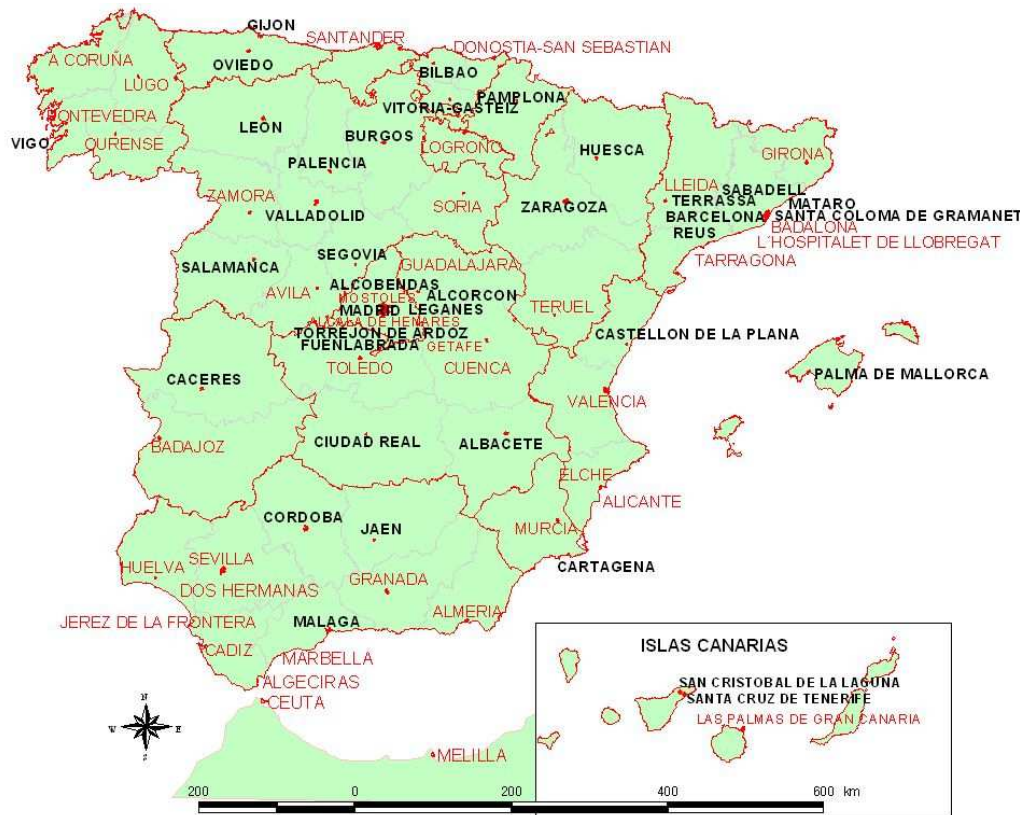 GIJON
SANTANDER
DONOSTIA-SAN SEBASTIAN
A CORUÑA
OVIEDO
BILBAO
LUGO
PAMPLONA
VITORIA-GASTEIZ
PONTEVEDRA
LEON
BURGOS
VIGO
OURENSE
LOGROÑO
HUESCA
PALENCIA
GIRONA
ZAMORA
SORIA
LLEIDA
SABADELL
VALLADOLID
ZARAGOZA
TERRASSA
MATARO
BARCELONA
SANTA COLOMA DE GRAMANET
REUS
BADALONA
L'HOSPITALET DE LLOBREGAT
SALAMANCA
SEGOVIA
GUADALAJARA
TARRAGONA
AVILA
ALCOBENDAS
MOSTOLES
ALCORCON
MADRID
LEGANES
TERUEL
ALCALA DE HENARES
TORREJON DE ARDOZ
CASTELLON DE LA PLANA
FUENLABRADA
GETAFE
TOLEDO
CUENCA
CACERES
PALMA DE MALLORCA
VALENCIA
BADAJOZ
CIUDAD REAL
ALBACETE
ELCHE
ALICANTE
CORDOBA
JAEN
MURCIA
HUELVA
SEVILLA
CARTAGENA
DOS HERMANAS
GRANADA
JEREZ DE LA FRONTERA
MALAGA
ALMERIA
CADIZ
MARBELLA
ISLAS CANARIAS
ALGECIRAS
SAN CRISTOBAL DE LA LAGUNA
CEUTA
SANTA CRUZ DE TENERIFE
LAS PALMAS DE GRAN CANARIA
N
W E
S
MELILLA
200 0 200 400 600 km